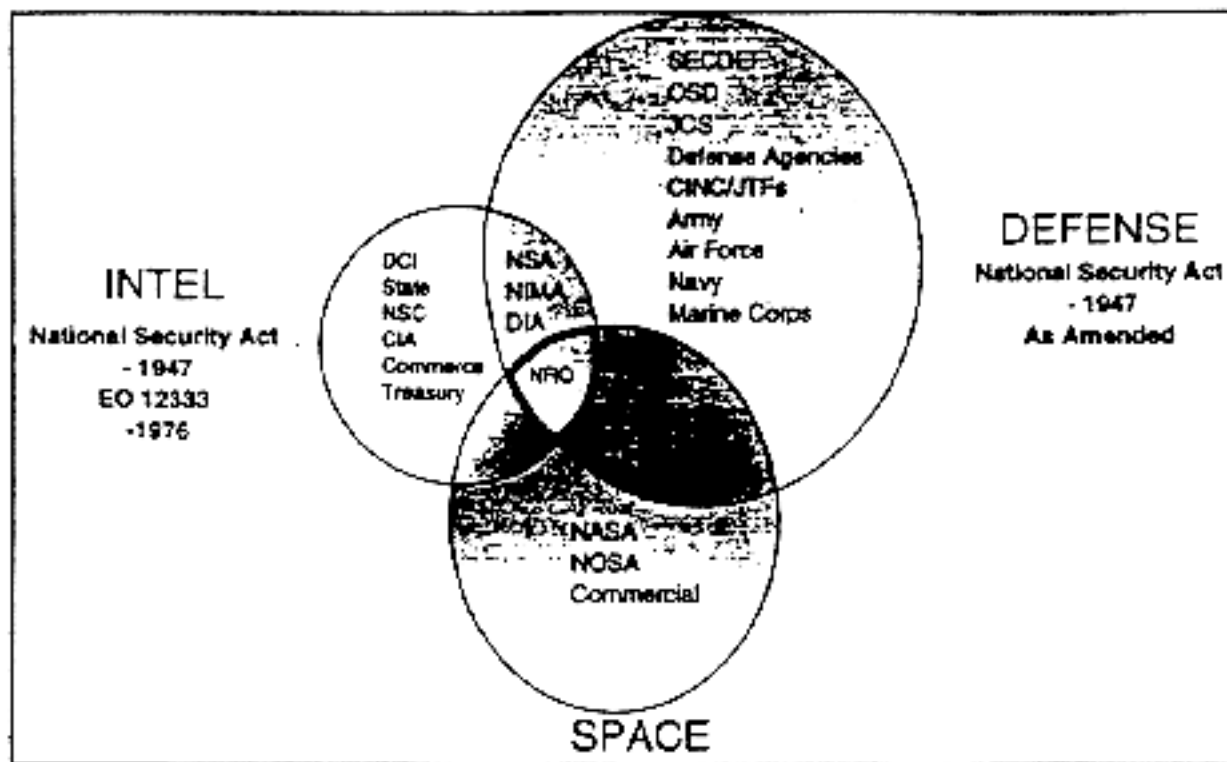 SECDEF
OSD
JCS
Defense Agencies
CINC/JTFs
Army
Air Force
Navy
Marine Corps
DEFENSE
National Security Act
- 1947
As Amended
INTEL
National Security Act
- 1947
EO 12333
-1976
DCI
State
NSC
CIA
Commerce
Treasury
NSA
NIMA
DIA
NRO
NASA
NOSA
Commercial
SPACE